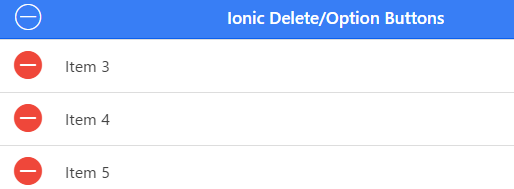 Ionic Delete/Option Buttons
Item 3
Item 4
Item 5